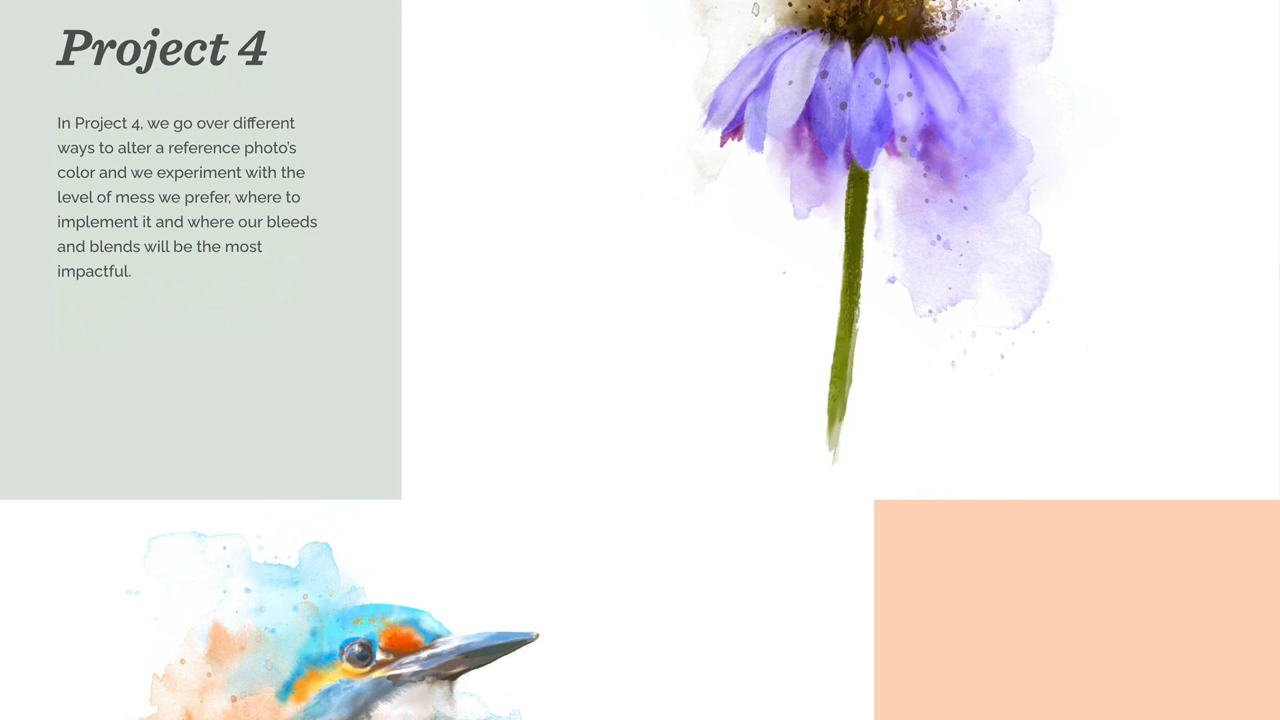 Project 4
In Project 4, we go over different
ways to alter a reference photo's
color and we experiment with the
level of mess we prefer, where to
implement it and where our bleeds
and blends will be the most
impactful.